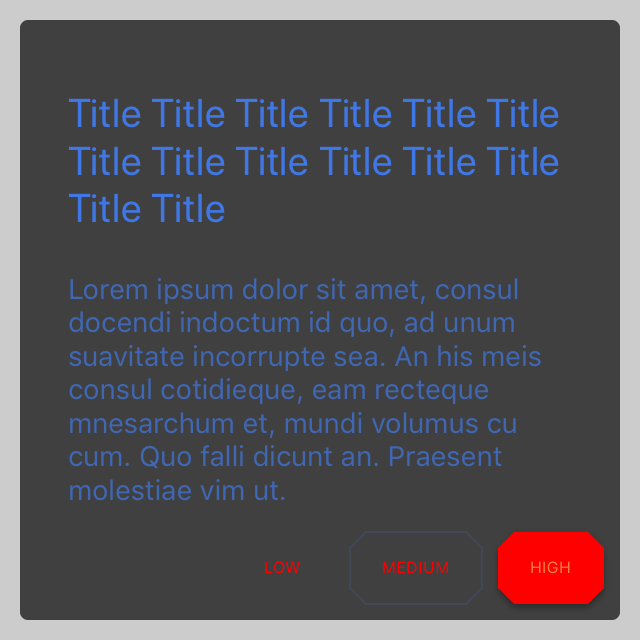 Title Title Title Title Title Title
Title Title Title Title Title Title
Title Title
Lorem ipsum dolor sit amet, consul
docendi indoctum id quo, ad unum
suavitate incorrupte sea. An his meis
consul cotidieque, eam recteque
mnesarchum et, mundi volumus cu
cum. Quo falli dicunt an. Praesent
molestiae vim ut.
LOW MEDIUM HIGH